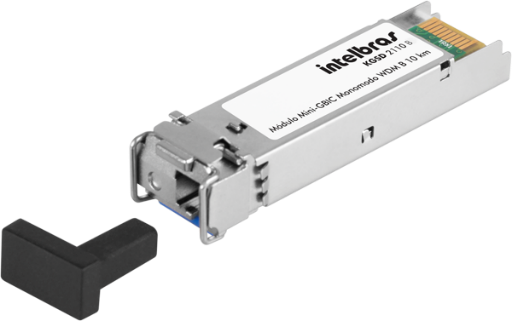 intelbras
KGSD 2110 B
Módulo Mini-GBIC Monomodo WDM B 10 km